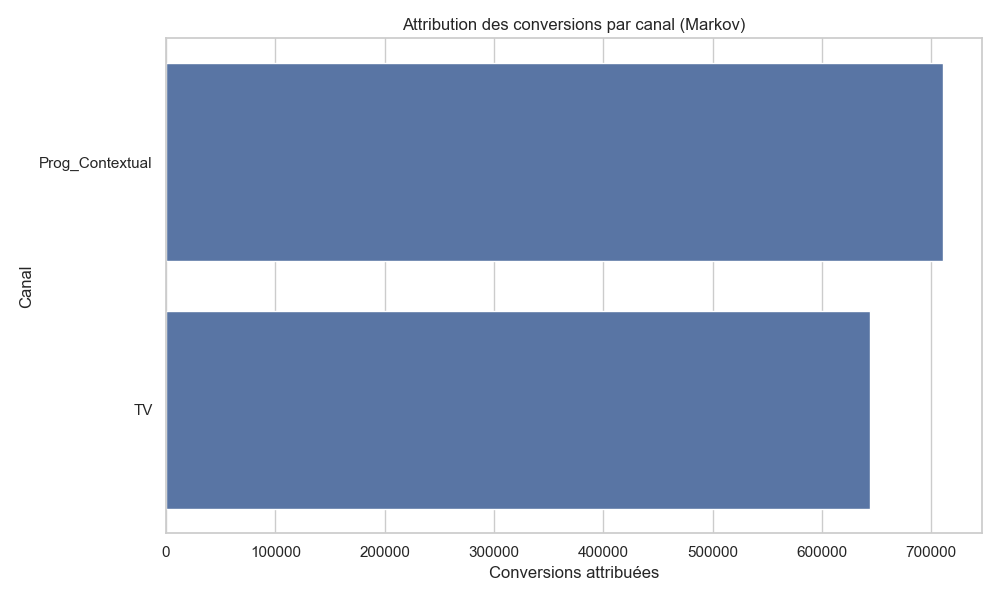 Attribution des conversions par canal (Markov)
Prog_Contextual
Canal
TV
0 100000 200000 300000 400000 500000 600000 700000
Conversions attribuées